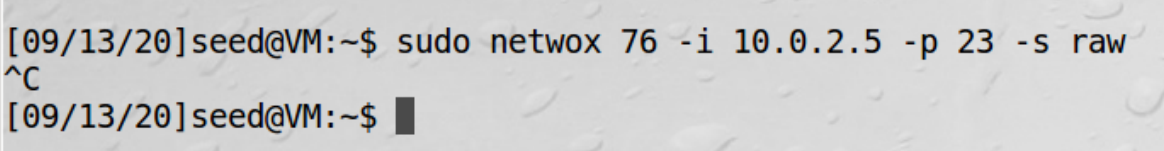 [09/13/20]seed@VM:~$ sudo netwox 76 -i 10.0.2.5 -p 23 -s raw
^C
[09/13/20]seed@VM:~$